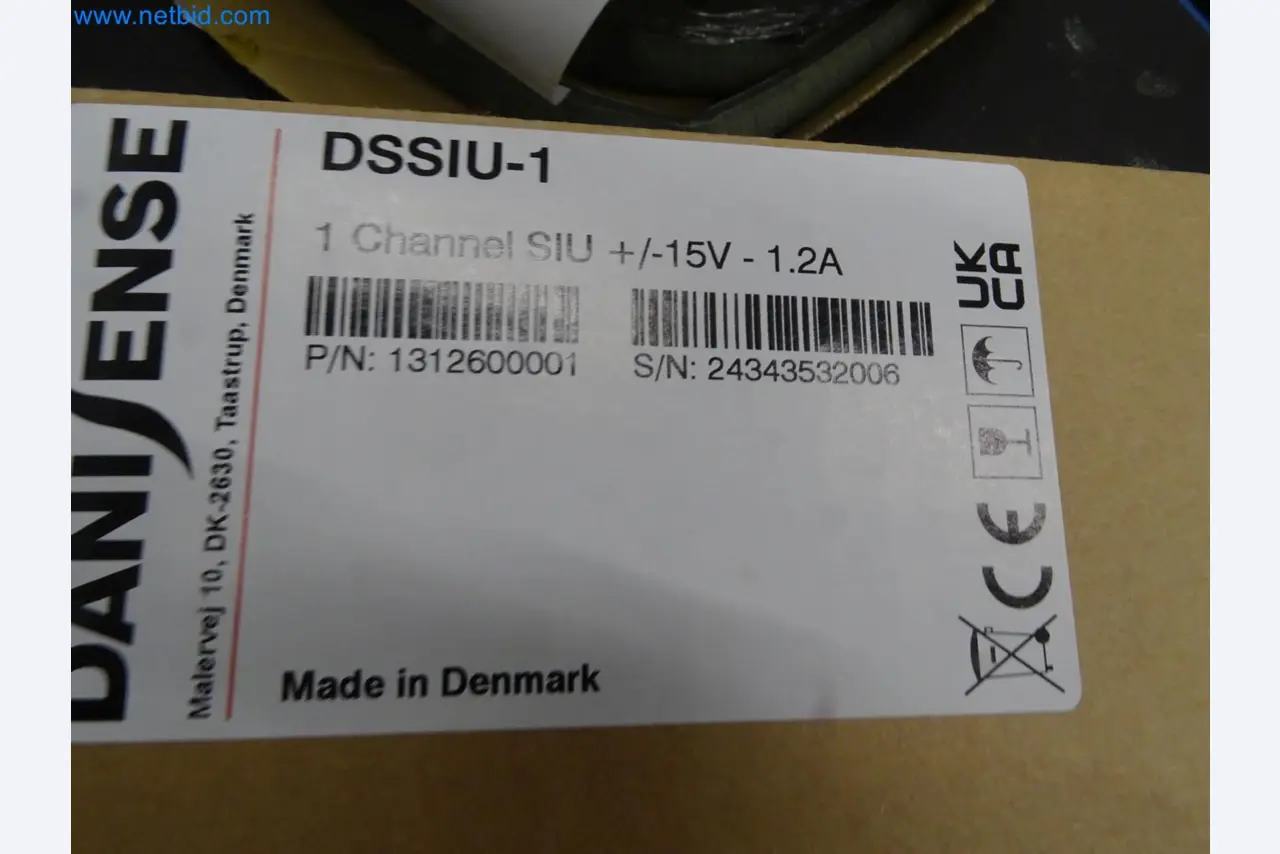 www.netbid.com
DANISENSE
Malervej 10, DK-2630, Taastrup, Denmark
DSSIU-1
1 Channel SIU +/-15V - 1.2A
P/N: 1312600001
S/N: 24343532006
Made in Denmark
UK
CA
CE